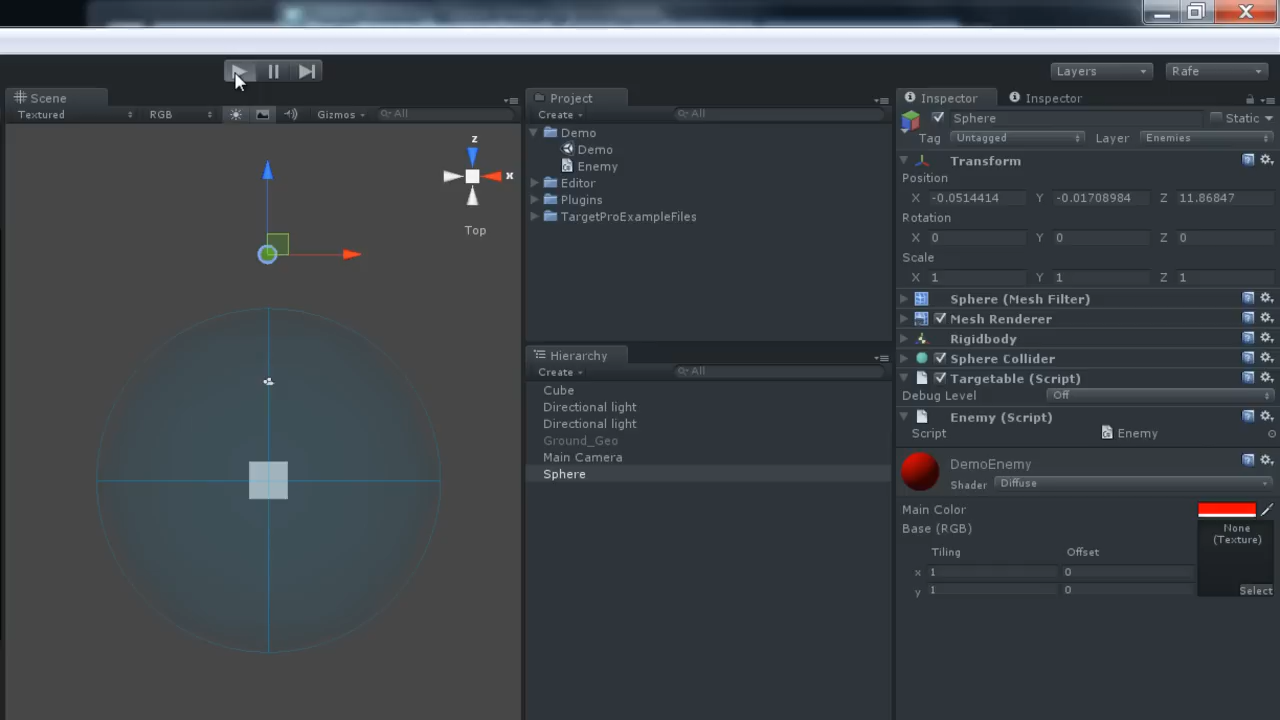 Layers
Rafe
Scene
Textured
RGB
Gizmos
All
z
x
Top
Project
Create
All
Demo
Demo
Enemy
Editor
Plugins
TargetProExampleFiles
Hierarchy
Create
All
Cube
Directional light
Directional light
Ground_Geo
Main Camera
Sphere
Inspector
Inspector
Sphere
Static
Tag Untagged
Layer Enemies
Transform
Position
X -0.0514414 Y -0.01708984 Z 11.86847
Rotation
X 0 Y 0 Z 0
Scale
X 1 Y 1 Z 1
Sphere (Mesh Filter)
Mesh Renderer
Rigidbody
Sphere Collider
Targetable (Script)
Debug Level Off
Enemy (Script)
Script Enemy
DemoEnemy
Shader Diffuse
Main Color
Base (RGB)
None
(Texture)
Tiling Offset
x 1 0
y 1 0
Select